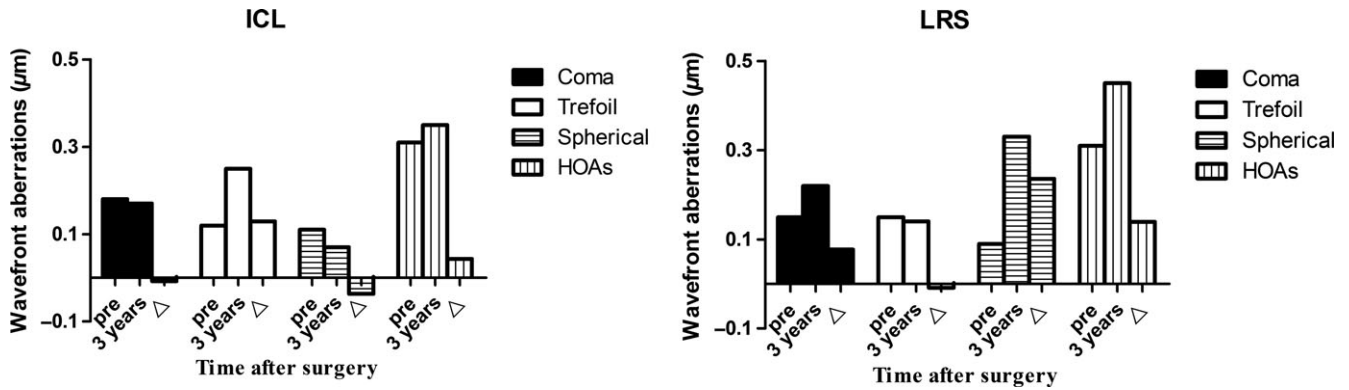 ICL
Wavefront aberrations (µm)
0.5
0.3
0.1
–0.1
Coma
Trefoil
Spherical
HOAs
pre
3 years
△
pre
3 years
△
pre
3 years
△
pre
3 years
△
Time after surgery
LRS
Wavefront aberrations (µm)
0.5
0.3
0.1
–0.1
Coma
Trefoil
Spherical
HOAs
pre
3 years
△
pre
3 years
△
pre
3 years
△
pre
3 years
△
Time after surgery